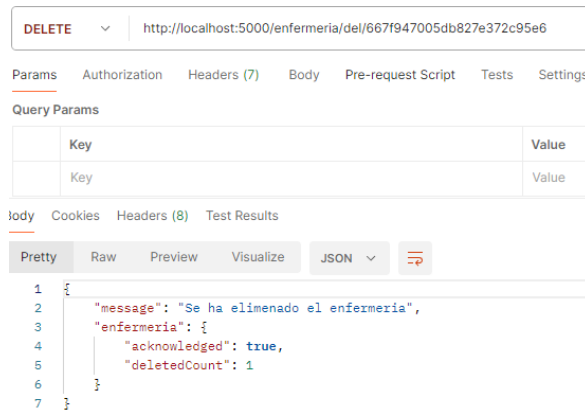 DELETE http://localhost:5000/enfermeria/del/667f947005db827e372c95e6
Params Authorization Headers (7) Body Pre-request Script Tests Settings
Query Params
Key Value
Key Value
Body Cookies Headers (8) Test Results
Pretty Raw Preview Visualize JSON
1 {
2 "message": "Se ha elimenado el enfermeria",
3 "enfermeria": {
4 "acknowledged": true,
5 "deletedCount": 1
6 }
7 }